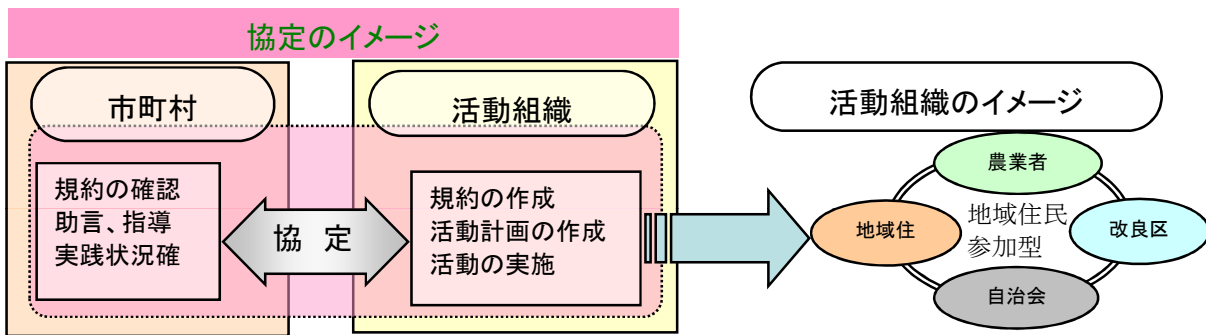 協定のイメージ
市町村
規約の確認
助言、指導
実践状況確
協 定
活動組織
規約の作成
活動計画の作成
活動の実施
活動組織のイメージ
農業者
地域住
地域住民
参加型
改良区
自治会